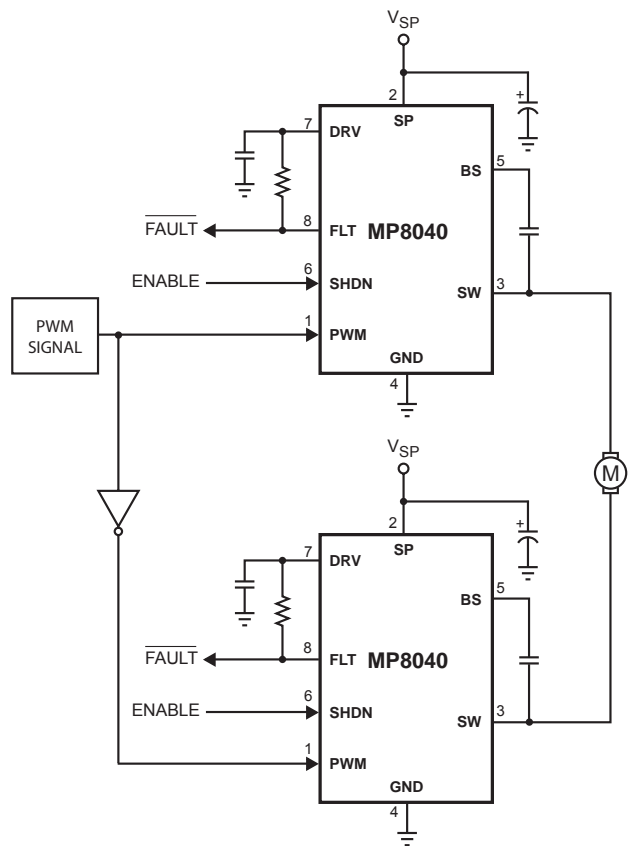 VSP
2
SP
7
DRV
BS
5
FAULT
8
FLT
MP8040
ENABLE
6
SHDN
SW
3
PWM
SIGNAL
1
PWM
GND
4
VSP
M
2
SP
7
DRV
BS
5
FAULT
8
FLT
MP8040
ENABLE
6
SHDN
SW
3
1
PWM
GND
4